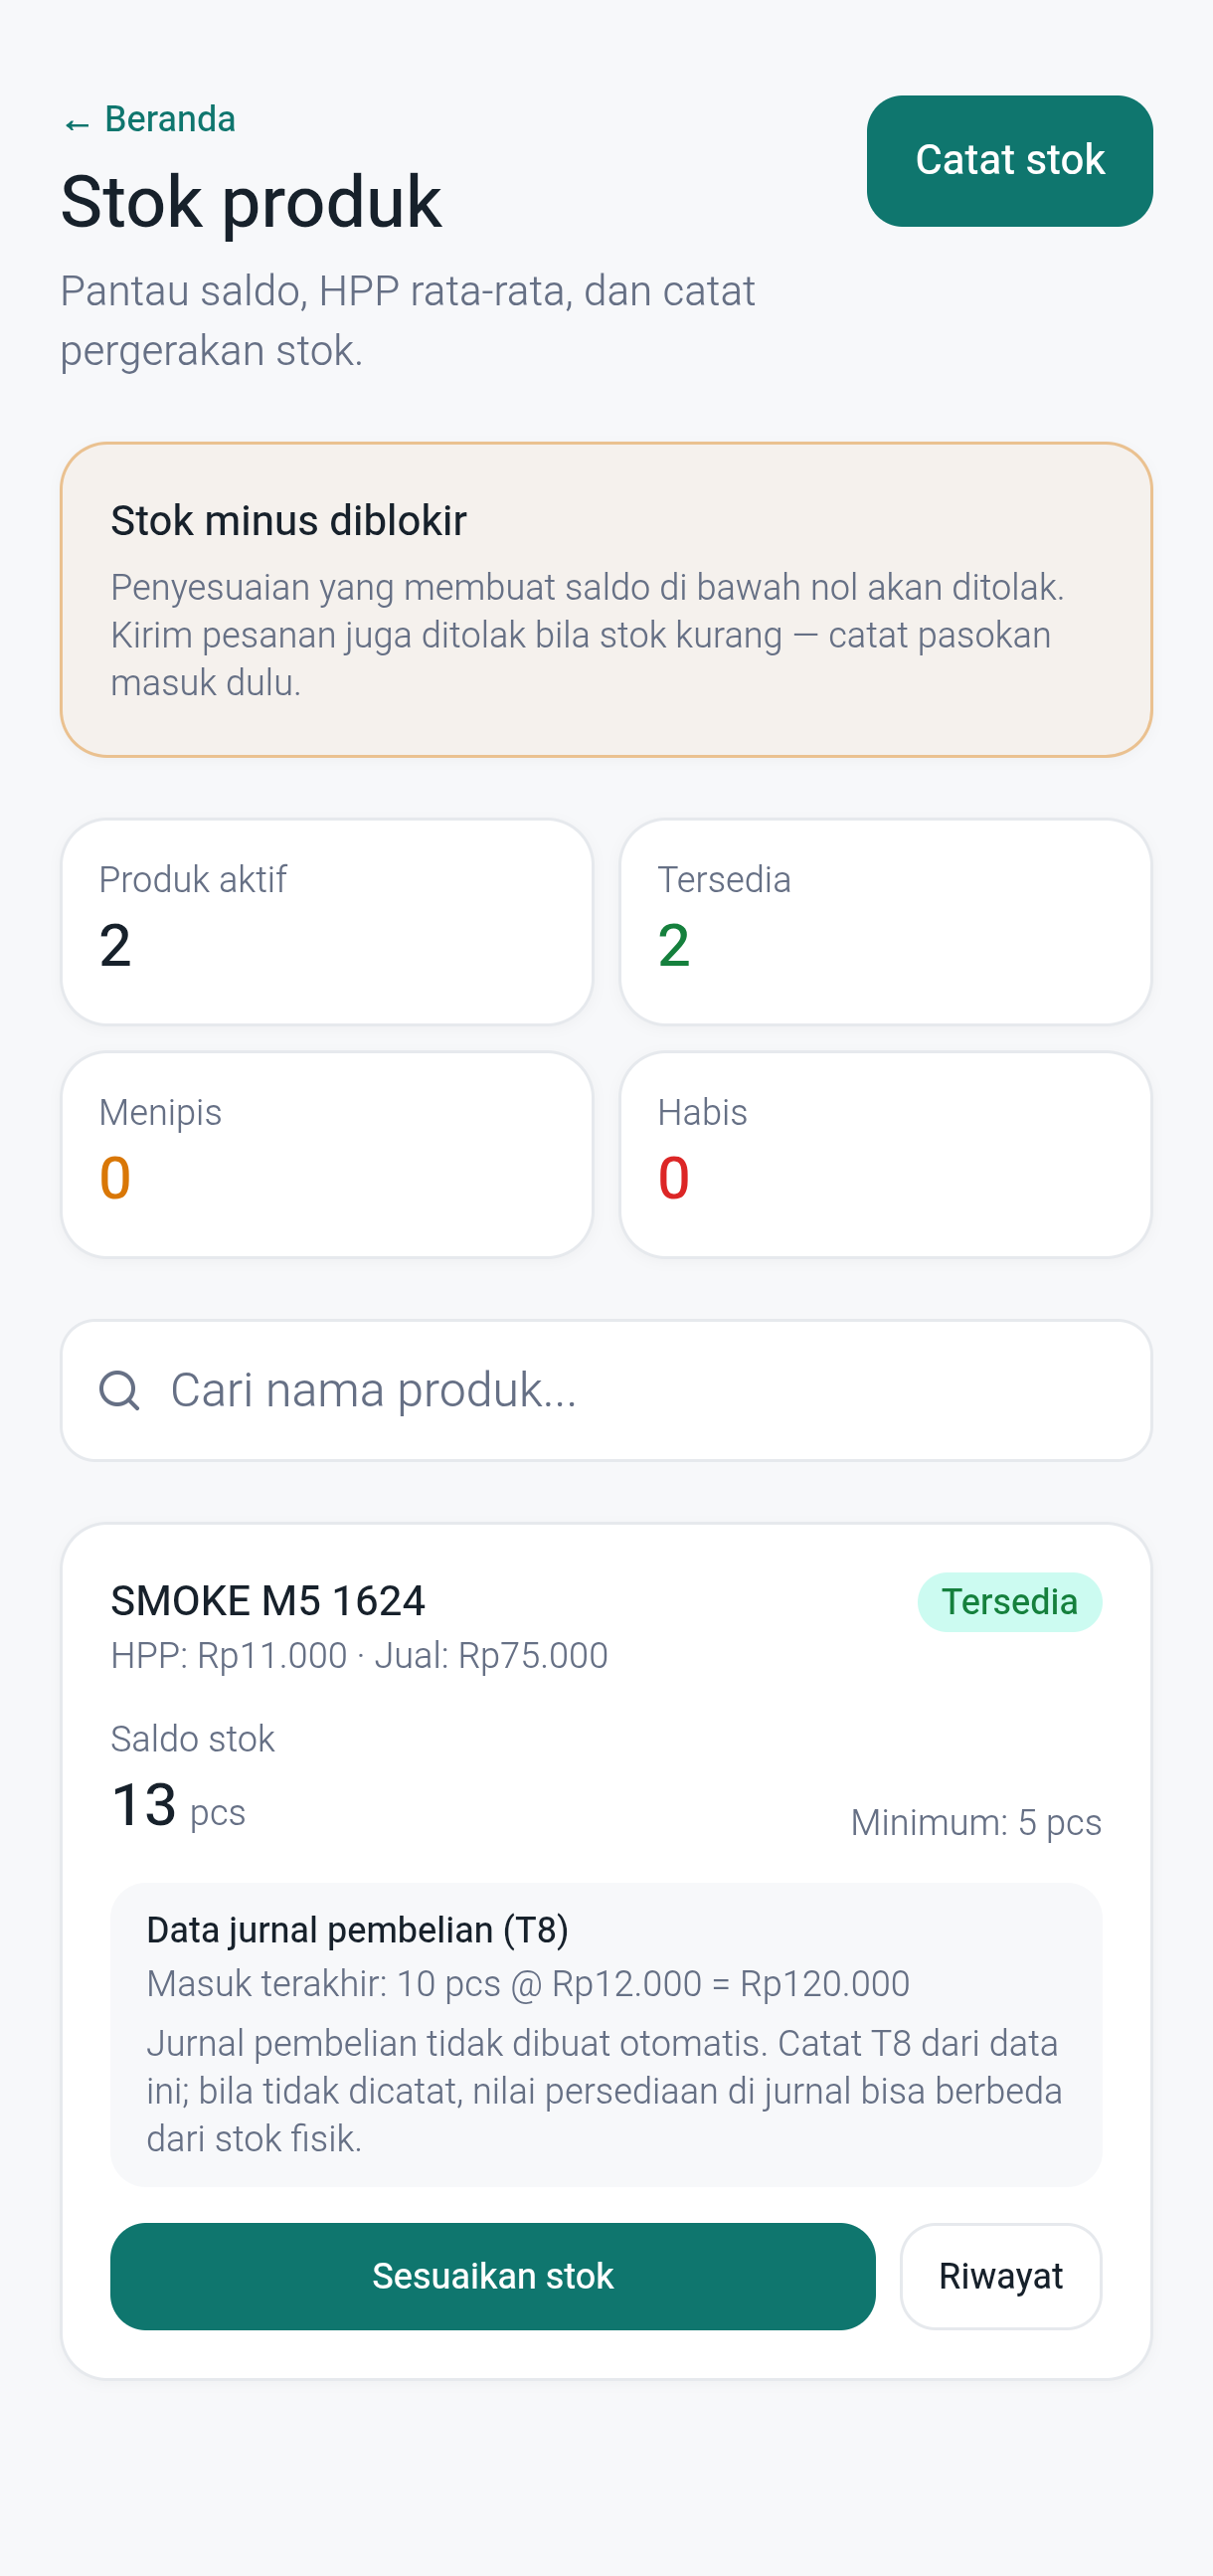 ← Beranda
Catat stok
Stok produk
Pantau saldo, HPP rata-rata, dan catat
pergerakan stok.
Stok minus diblokir
Penyesuaian yang membuat saldo di bawah nol akan ditolak.
Kirim pesanan juga ditolak bila stok kurang — catat pasokan
masuk dulu.
Produk aktif
2
Tersedia
2
Menipis
0
Habis
0
Cari nama produk...
SMOKE M5 1624
Tersedia
HPP: Rp11.000 · Jual: Rp75.000
Saldo stok
13 pcs
Minimum: 5 pcs
Data jurnal pembelian (T8)
Masuk terakhir: 10 pcs @ Rp12.000 = Rp120.000
Jurnal pembelian tidak dibuat otomatis. Catat T8 dari data
ini; bila tidak dicatat, nilai persediaan di jurnal bisa berbeda
dari stok fisik.
Sesuaikan stok
Riwayat